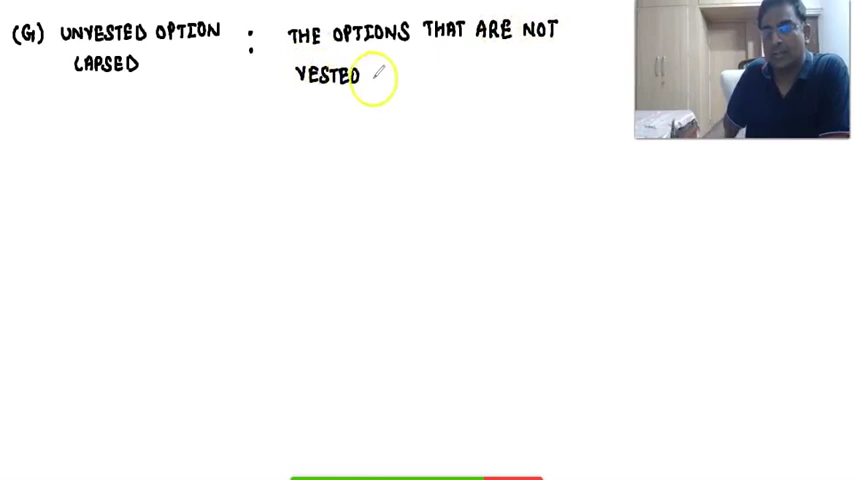 (G) UNVESTED OPTION : THE OPTIONS THAT ARE NOT
LAPSED VESTED